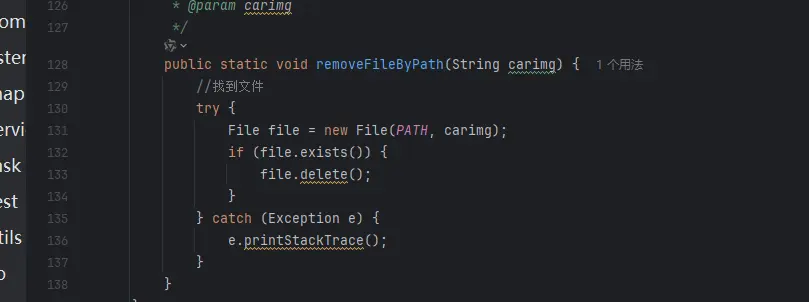 126 * @param carimg
127 */
128 public static void removeFileByPath(String carimg) { 1个用法
129 //找到文件
130 try {
131 File file = new File(PATH, carimg);
132 if (file.exists()) {
133 file.delete();
134 }
135 } catch (Exception e) {
136 e.printStackTrace();
137 }
138 }
om
ster
nap
ervi
ask
est
tils